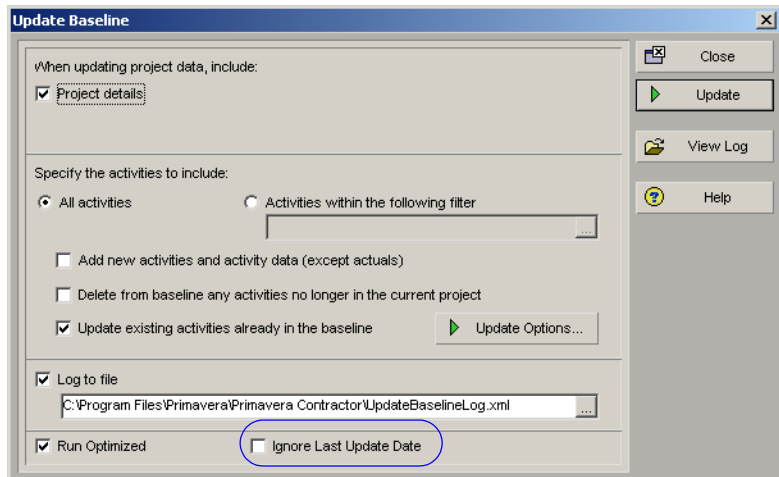 Update Baseline
When updating project data, include:
Project details
Specify the activities to include:
All activities
Activities within the following filter
...
Add new activities and activity data (except actuals)
Delete from baseline any activities no longer in the current project
Update existing activities already in the baseline
Update Options...
Log to file
C:\Program Files\Primavera\Primavera Contractor\UpdateBaselineLog.xml
...
Run Optimized
Ignore Last Update Date
Close
Update
View Log
Help